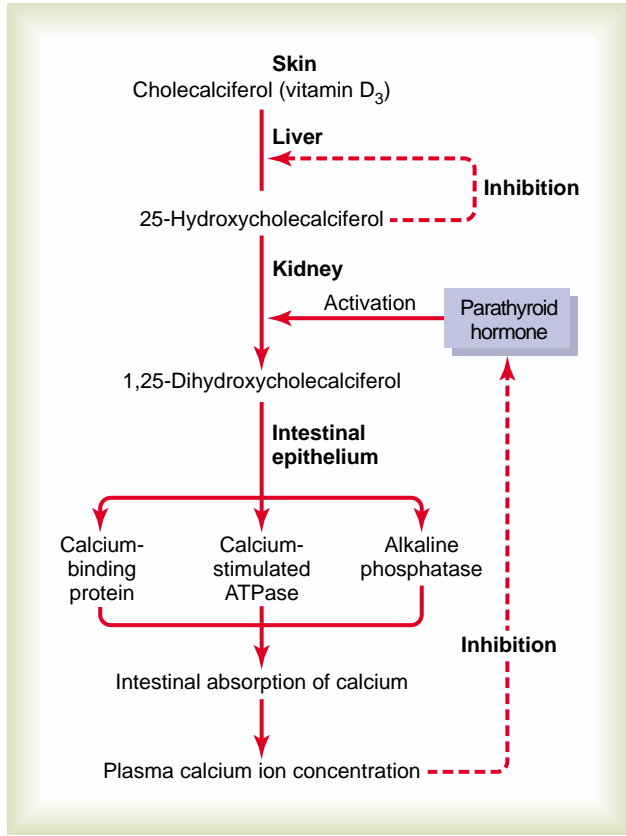 Skin
Cholecalciferol (vitamin D3)
Liver
Inhibition
25-Hydroxycholecalciferol
Kidney
Activation
Parathyroid
hormone
1,25-Dihydroxycholecalciferol
Intestinal
epithelium
Calcium-
binding
protein
Calcium-
stimulated
ATPase
Alkaline
phosphatase
Inhibition
Intestinal absorption of calcium
Plasma calcium ion concentration